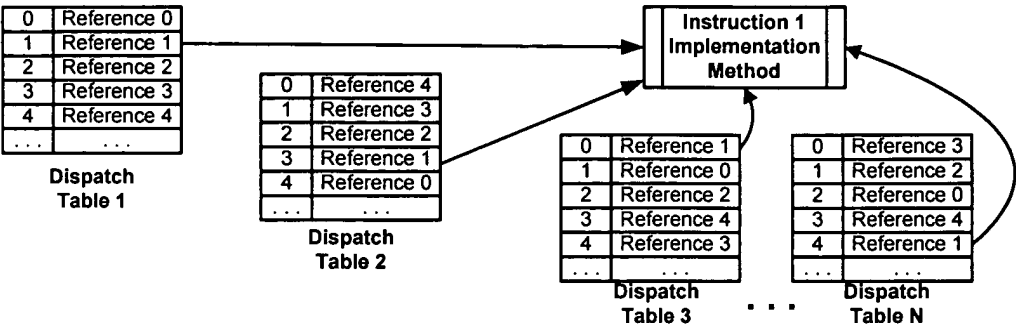 0 Reference 0
1 Reference 1
2 Reference 2
3 Reference 3
4 Reference 4
. . . . . .
Dispatch
Table 1
0 Reference 4
1 Reference 3
2 Reference 2
3 Reference 1
4 Reference 0
. . . . . .
Dispatch
Table 2
Instruction 1
Implementation
Method
0 Reference 1
1 Reference 0
2 Reference 2
3 Reference 4
4 Reference 3
. . . . . .
Dispatch
Table 3
. . .
0 Reference 3
1 Reference 2
2 Reference 0
3 Reference 4
4 Reference 1
. . . . . .
Dispatch
Table N